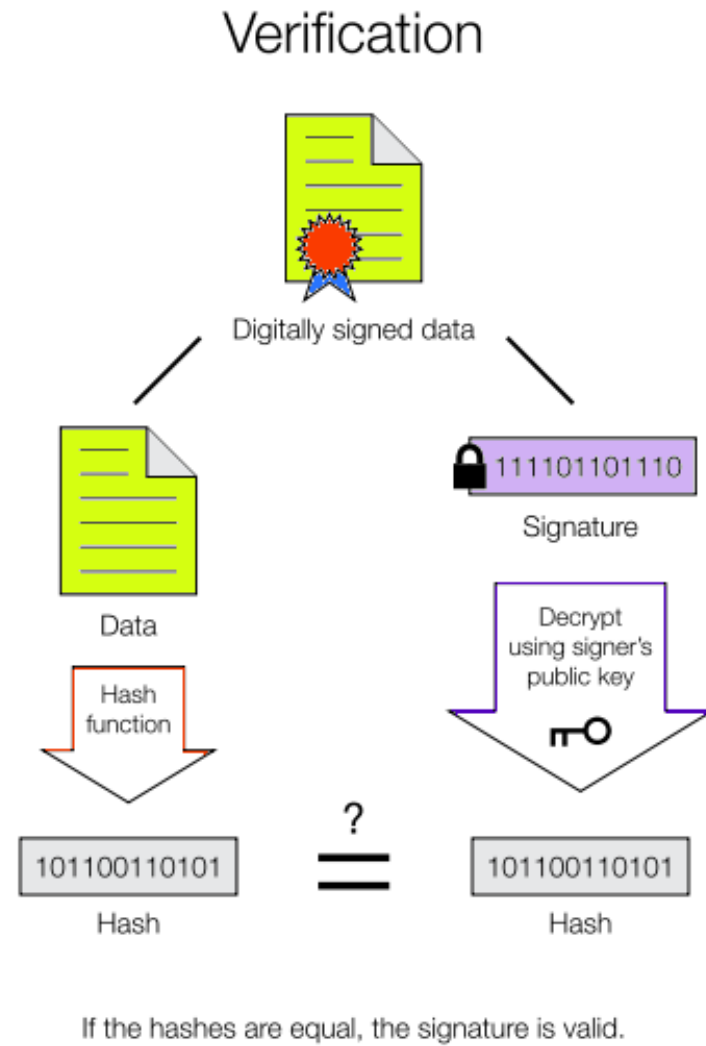 Verification
Digitally signed data
111101101110
Signature
Data
Decrypt
using signer's
public key
Hash
function
?
101100110101
101100110101
Hash
Hash
If the hashes are equal, the signature is valid.